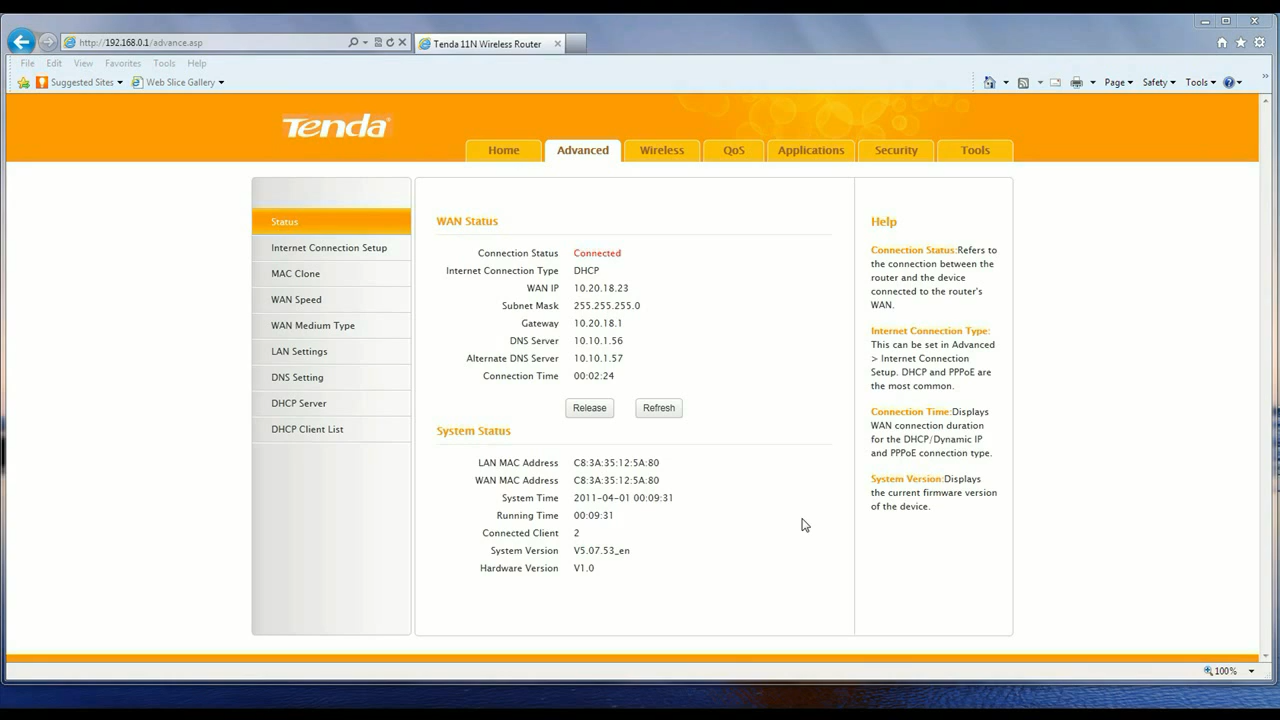 http://192.168.0.1/advance.asp
Tenda 11N Wireless Router
File Edit View Favorites Tools Help
Suggested Sites Web Slice Gallery Page Safety Tools
Tenda
Home Advanced Wireless QoS Applications Security Tools
Status
Internet Connection Setup
MAC Clone
WAN Speed
WAN Medium Type
LAN Settings
DNS Setting
DHCP Server
DHCP Client List
WAN Status
Connection Status Connected
Internet Connection Type DHCP
WAN IP 10.20.18.23
Subnet Mask 255.255.255.0
Gateway 10.20.18.1
DNS Server 10.10.1.56
Alternate DNS Server 10.10.1.57
Connection Time 00:02:24
Release Refresh
System Status
LAN MAC Address C8:3A:35:12:5A:80
WAN MAC Address C8:3A:35:12:5A:80
System Time 2011-04-01 00:09:31
Running Time 00:09:31
Connected Client 2
System Version V5.07.53_en
Hardware Version V1.0
Help
Connection Status:Refers
to the connection between the
router and the device
connected to the router's
WAN.
Internet Connection Type:
This can be set in Advanced
> Internet Connection
Setup. DHCP and PPPoE are
the most common.
Connection Time:Displays
WAN connection duration
for the DHCP/Dynamic IP
and PPPoE connection type.
System Version:Displays
the current firmware version
of the device.
100%